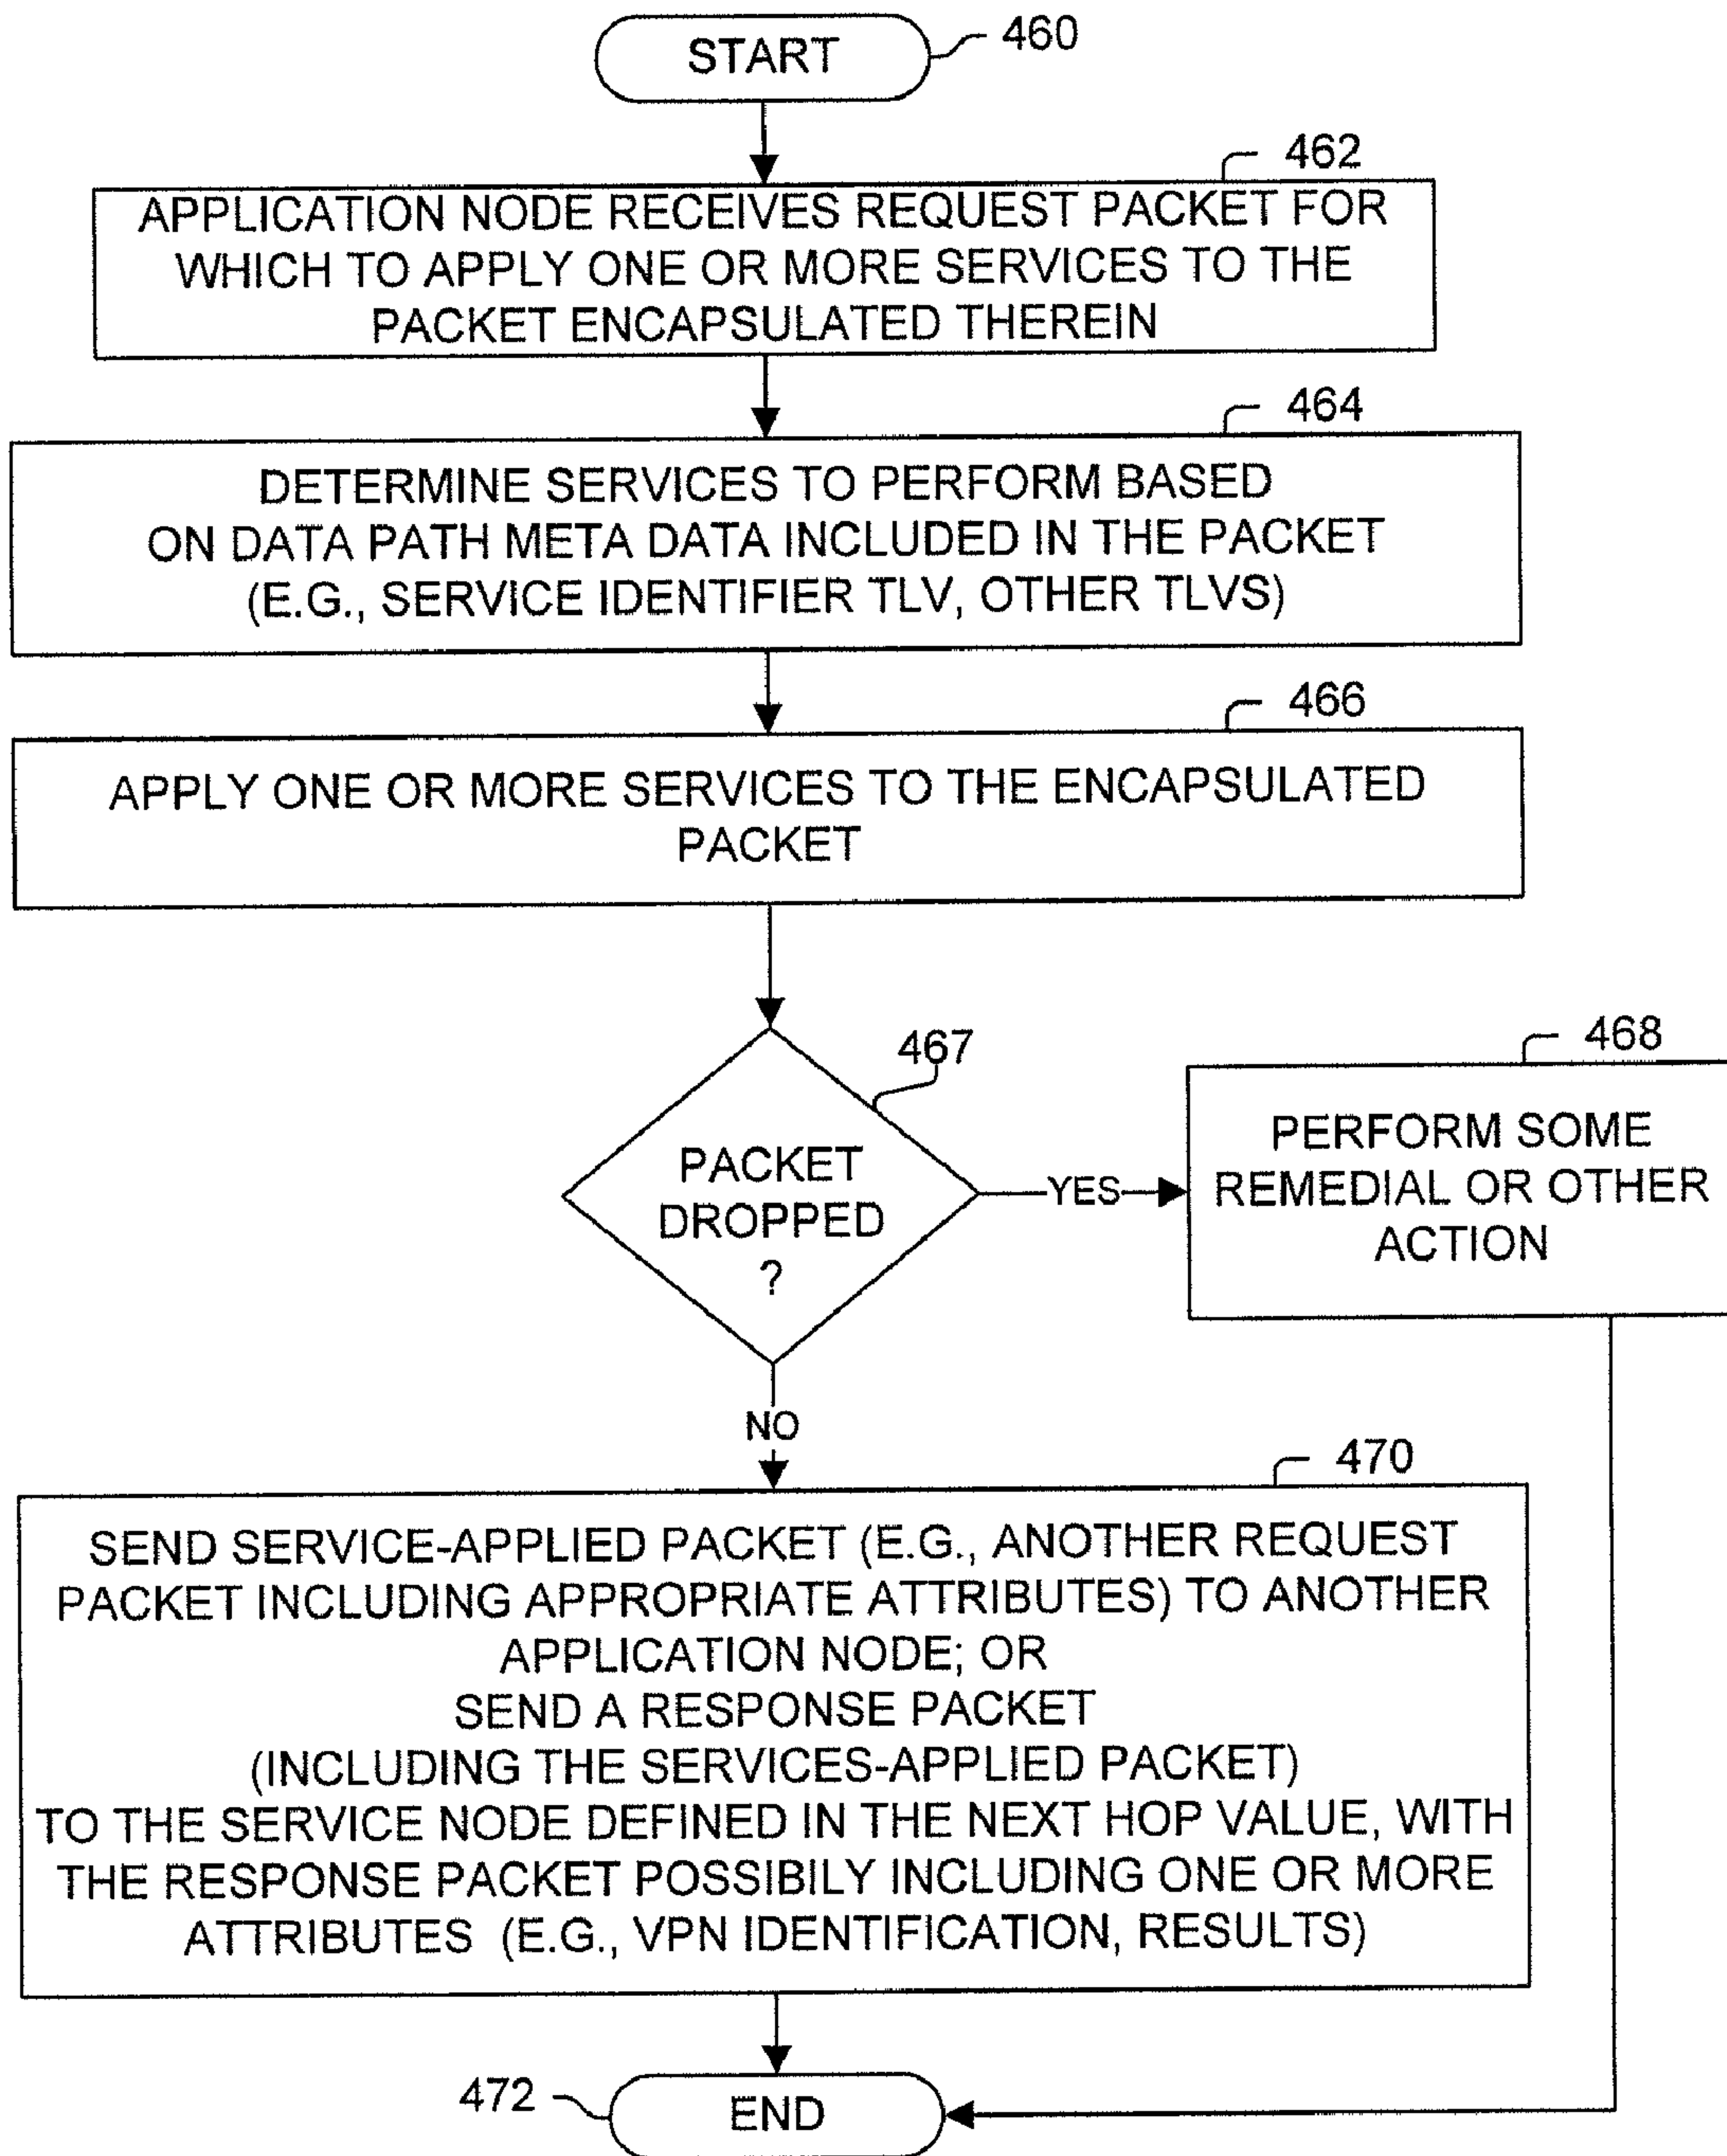 START
460
462
APPLICATION NODE RECEIVES REQUEST PACKET FOR
WHICH TO APPLY ONE OR MORE SERVICES TO THE
PACKET ENCAPSULATED THEREIN
464
DETERMINE SERVICES TO PERFORM BASED
ON DATA PATH META DATA INCLUDED IN THE PACKET
(E.G., SERVICE IDENTIFIER TLV, OTHER TLVS)
466
APPLY ONE OR MORE SERVICES TO THE ENCAPSULATED
PACKET
467
PACKET
DROPPED
?
YES
468
PERFORM SOME
REMEDIAL OR OTHER
ACTION
NO
470
SEND SERVICE-APPLIED PACKET (E.G., ANOTHER REQUEST
PACKET INCLUDING APPROPRIATE ATTRIBUTES) TO ANOTHER
APPLICATION NODE; OR
SEND A RESPONSE PACKET
(INCLUDING THE SERVICES-APPLIED PACKET)
TO THE SERVICE NODE DEFINED IN THE NEXT HOP VALUE, WITH
THE RESPONSE PACKET POSSIBILY INCLUDING ONE OR MORE
ATTRIBUTES (E.G., VPN IDENTIFICATION, RESULTS)
472
END